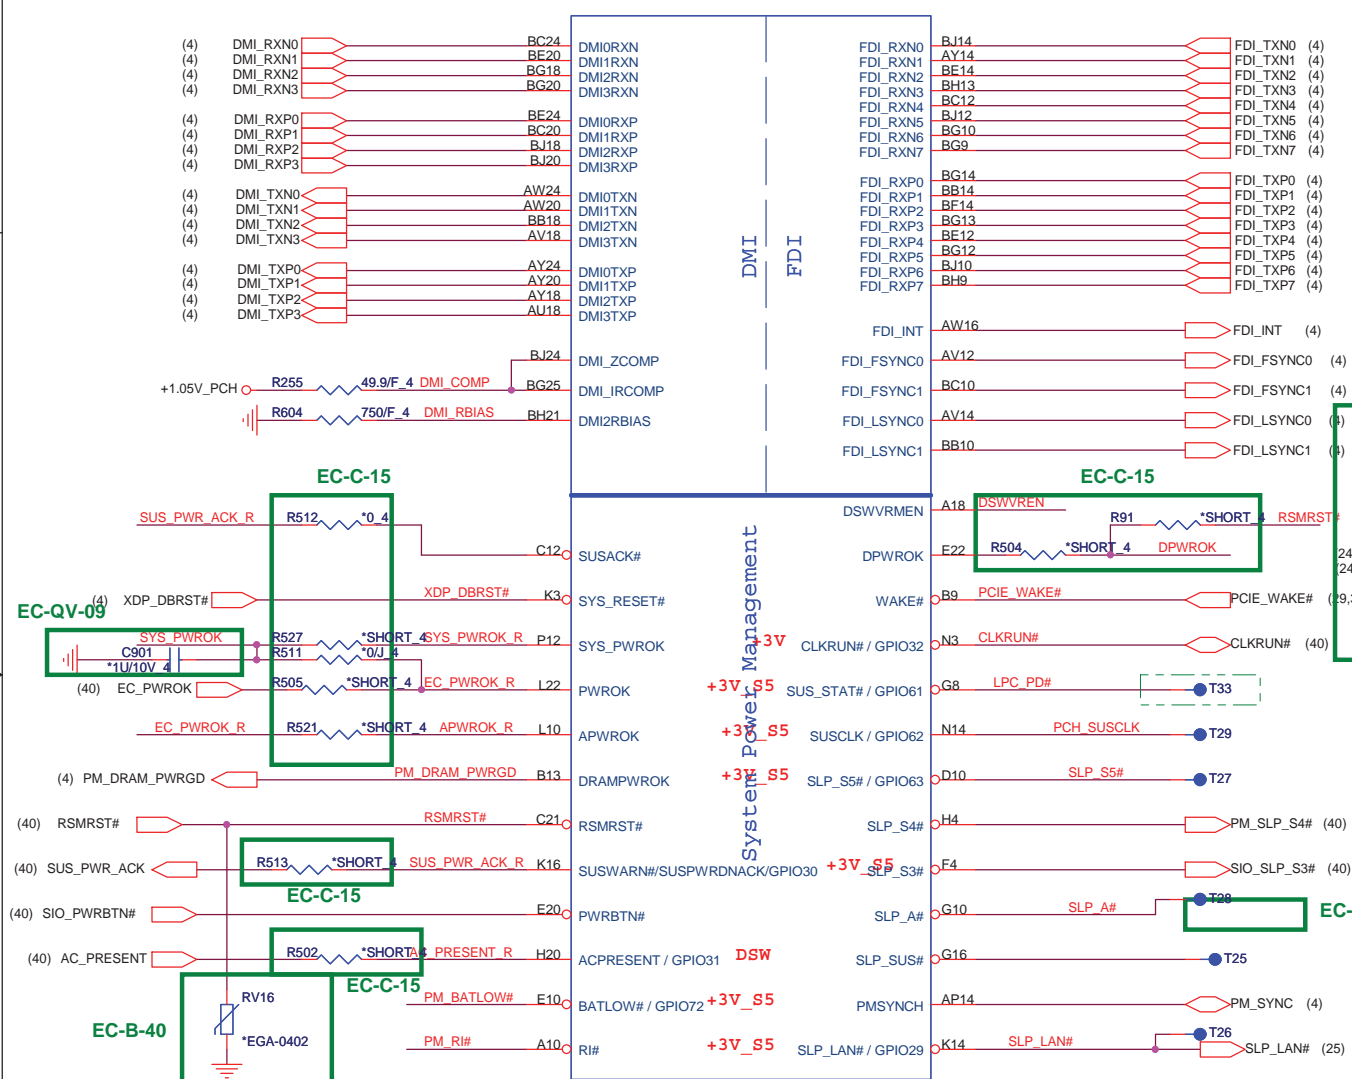 (4) DMI_RXN0 BC24 DMI0RXN FDI_RXN0 BJ14 FDI_TXN0 (4)
(4) DMI_RXN1 BE20 DMI1RXN FDI_RXN1 AY14 FDI_TXN1 (4)
(4) DMI_RXN2 BG18 DMI2RXN FDI_RXN2 BE14 FDI_TXN2 (4)
(4) DMI_RXN3 BG20 DMI3RXN FDI_RXN3 BH13 FDI_TXN3 (4)
FDI_RXN4 BC12 FDI_TXN4 (4)
(4) DMI_RXP0 BE24 DMI0RXP FDI_RXN5 BJ12 FDI_TXN5 (4)
(4) DMI_RXP1 BC20 DMI1RXP FDI_RXN6 BG10 FDI_TXN6 (4)
(4) DMI_RXP2 BJ18 DMI2RXP FDI_RXN7 BG9 FDI_TXN7 (4)
(4) DMI_RXP3 BJ20 DMI3RXP
FDI_RXP0 BG14 FDI_TXP0 (4)
(4) DMI_TXN0 AW24 DMI0TXN FDI_RXP1 BB14 FDI_TXP1 (4)
(4) DMI_TXN1 AW20 DMI1TXN FDI_RXP2 BF14 FDI_TXP2 (4)
(4) DMI_TXN2 BB18 DMI2TXN FDI_RXP3 BG13 FDI_TXP3 (4)
(4) DMI_TXN3 AV18 DMI3TXN FDI_RXP4 BE12 FDI_TXP4 (4)
FDI_RXP5 BG12 FDI_TXP5 (4)
(4) DMI_TXP0 AY24 DMI0TXP FDI_RXP6 BJ10 FDI_TXP6 (4)
(4) DMI_TXP1 AY20 DMI1TXP FDI_RXP7 BH9 FDI_TXP7 (4)
(4) DMI_TXP2 AY18 DMI2TXP
(4) DMI_TXP3 AU18 DMI3TXP
DMI
FDI
FDI_INT AW16 FDI_INT (4)
BJ24 DMI_ZCOMP FDI_FSYNC0 AV12 FDI_FSYNC0 (4)
+1.05V_PCH R255 49.9/F_4 DMI_COMP BG25 DMI_IRCOMP FDI_FSYNC1 BC10 FDI_FSYNC1 (4)
R604 750/F_4 DMI_RBIAS BH21 DMI2RBIAS FDI_LSYNC0 AV14 FDI_LSYNC0 (4)
FDI_LSYNC1 BB10 FDI_LSYNC1 (4)
EC-C-15
EC-C-15
System Power Management
DSWVRMEN A18 DSWVREN
SUS_PWR_ACK_R R512 *0_4 R91 *SHORT_4 RSMRST#
C12 SUSACK# DPWROK E22 R504 *SHORT_4 DPWROK
(4) XDP_DBRST# XDP_DBRST# K3 SYS_RESET# WAKE# B9 PCIE_WAKE# PCIE_WAKE#
EC-QV-09
SYS_PWROK R527 *SHORT_4 SYS_PWROK_R P12 SYS_PWROK +3V CLKRUN# / GPIO32 N3 CLKRUN# CLKRUN# (40)
C901 R511 *0/J_4
*1U/10V_4
(40) EC_PWROK R505 *SHORT_4 EC_PWROK_R L22 PWROK +3V_S5 SUS_STAT# / GPIO61 G8 LPC_PD# T33
EC_PWROK_R R521 *SHORT_4 APWROK_R L10 APWROK +3V_S5 SUSCLK / GPIO62 N14 PCH_SUSCLK T29
(4) PM_DRAM_PWRGD PM_DRAM_PWRGD B13 DRAMPWROK +3V_S5 SLP_S5# / GPIO63 D10 SLP_S5# T27
(40) RSMRST# RSMRST# C21 RSMRST# SLP_S4# H4 PM_SLP_S4# (40)
(40) SUS_PWR_ACK R513 *SHORT_4 SUS_PWR_ACK_R K16 SUSWARN#/SUSPWRDNACK/GPIO30 +3V_S5 SLP_S3# F4 SIO_SLP_S3# (40)
EC-C-15
T28
(40) SIO_PWRBTN# E20 PWRBTN# SLP_A# G10 SLP_A# EC-
(40) AC_PRESENT R502 *SHORT_4 AC_PRESENT_R H20 ACPRESENT / GPIO31 DSW SLP_SUS# G16 T25
EC-C-15
RV16 PM_BATLOW# E10 BATLOW# / GPIO72 +3V_S5 PMSYNCH AP14 PM_SYNC (4)
EC-B-40
*EGA-0402
T26
PM_RI# A10 RI# +3V_S5 SLP_LAN# / GPIO29 K14 SLP_LAN# SLP_LAN# (25)